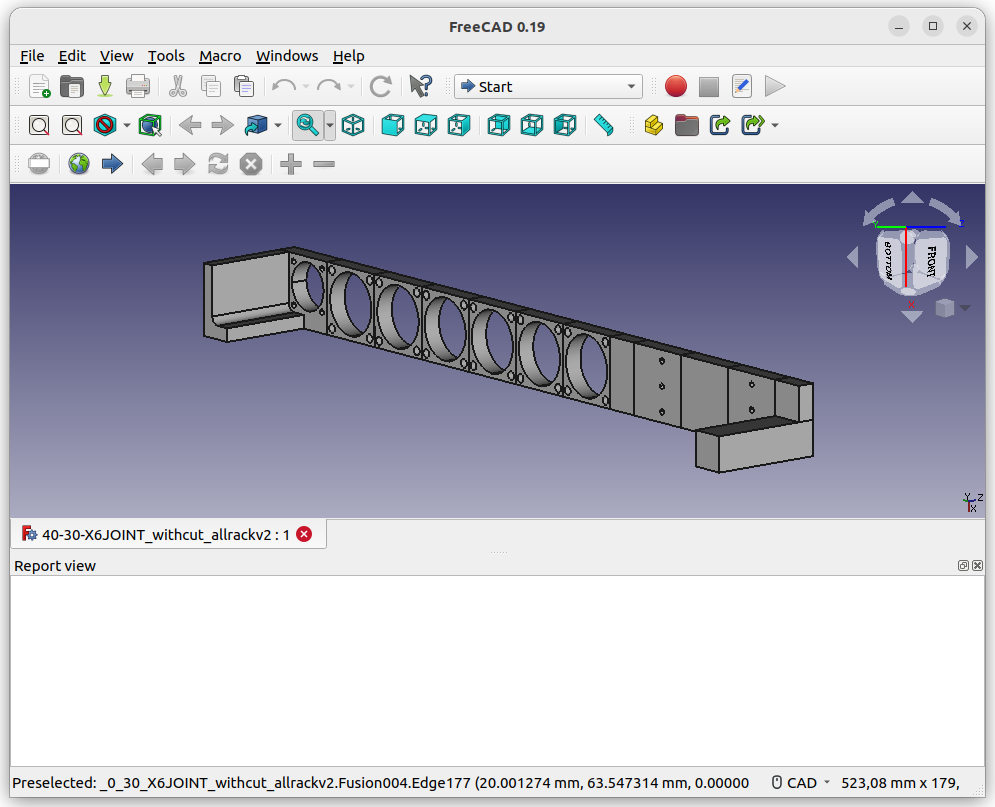 FreeCAD 0.19
File Edit View Tools Macro Windows Help
Start
BOTTOM FRONT
Z
Y Z
X
40-30-X6JOINT_withcut_allrackv2 : 1
Report view
Preselected: _0_30_X6JOINT_withcut_allrackv2.Fusion004.Edge177 (20.001274 mm, 63.547314 mm, 0.00000 CAD 523,08 mm x 179,